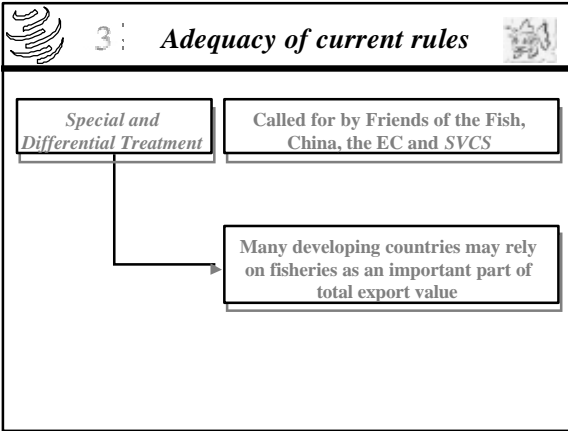 3 : Adequacy of current rules
Special and
Differential Treatment
Called for by Friends of the Fish,
China, the EC and SVCS
Many developing countries may rely
on fisheries as an important part of
total export value